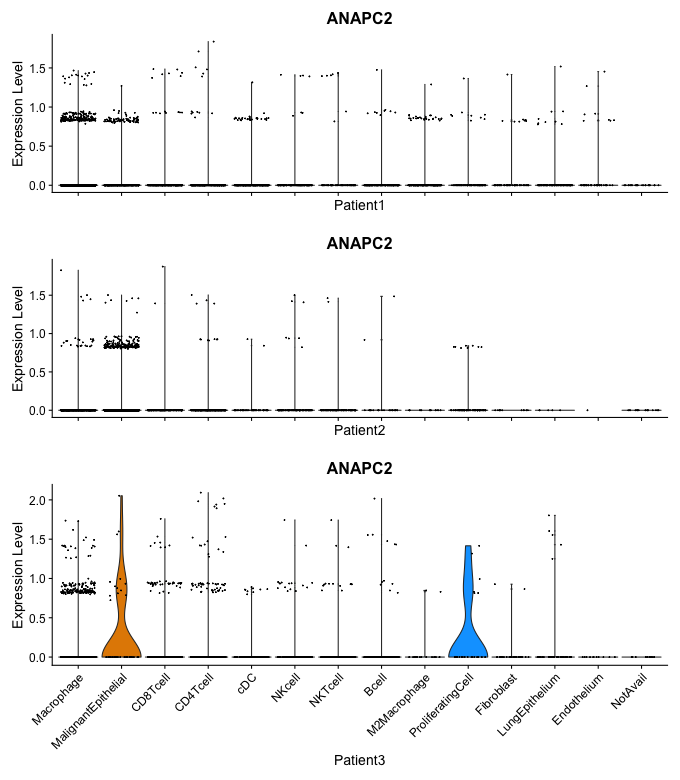 ANAPC2
Expression Level
1.5
1.0
0.5
0.0
Patient1
ANAPC2
Expression Level
1.5
1.0
0.5
0.0
Patient2
ANAPC2
Expression Level
2.0
1.5
1.0
0.5
0.0
Macrophage
MalignantEpithelial
CD8Tcell
CD4Tcell
cDC
NKcell
NKTcell
Bcell
M2Macrophage
ProliferatingCell
Fibroblast
LungEpithelium
Endothelium
NotAvail
Patient3